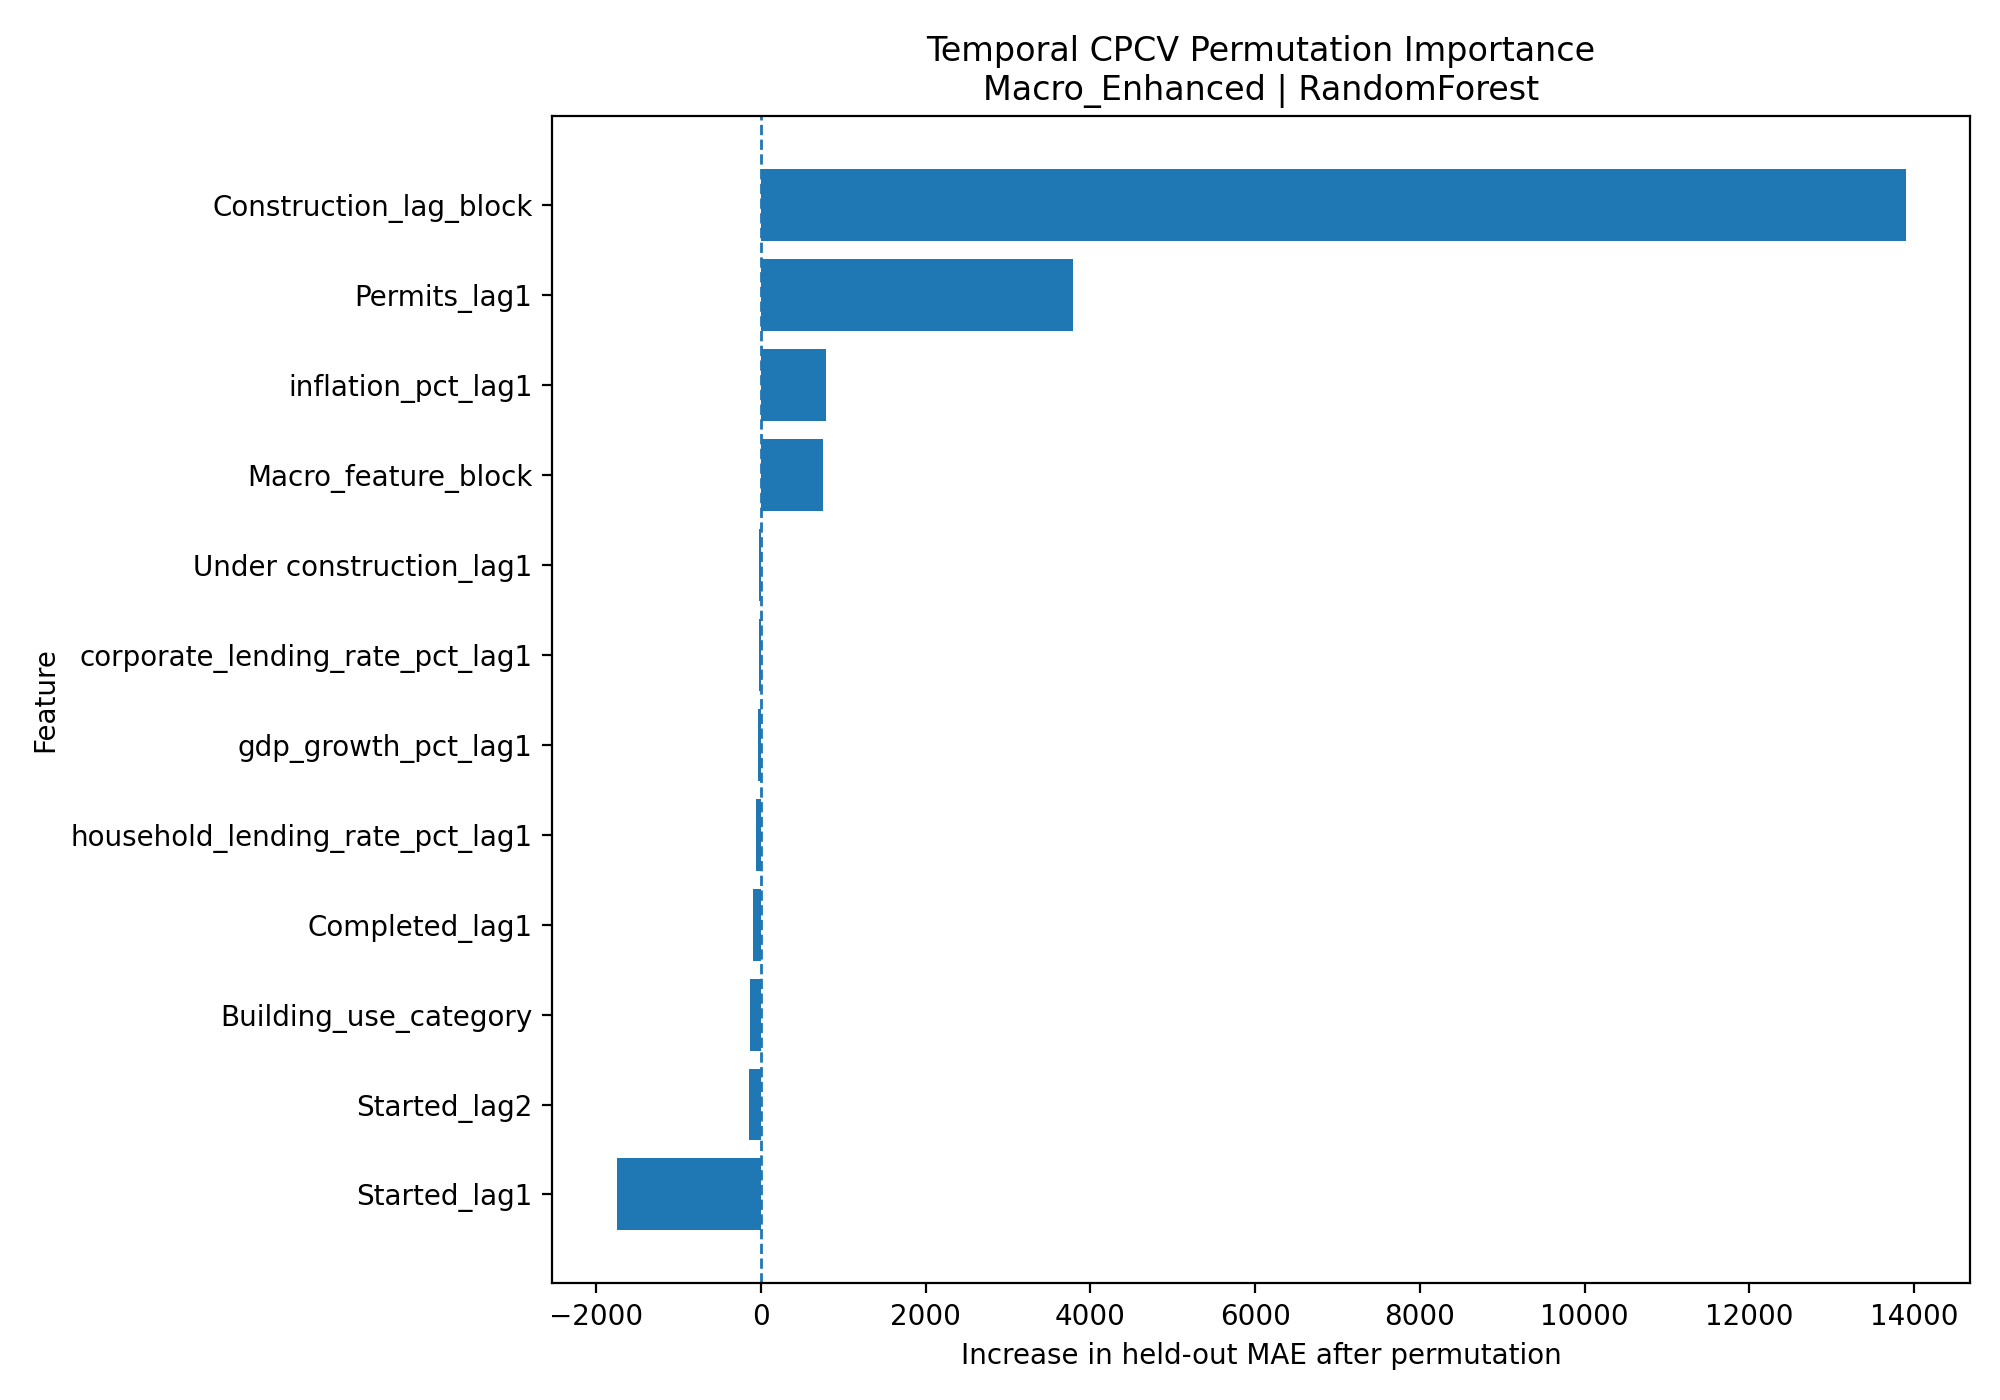 Temporal CPCV Permutation Importance
Macro_Enhanced | RandomForest
Feature
Construction_lag_block
Permits_lag1
inflation_pct_lag1
Macro_feature_block
Under construction_lag1
corporate_lending_rate_pct_lag1
gdp_growth_pct_lag1
household_lending_rate_pct_lag1
Completed_lag1
Building_use_category
Started_lag2
Started_lag1
−2000 0 2000 4000 6000 8000 10000 12000 14000
Increase in held-out MAE after permutation